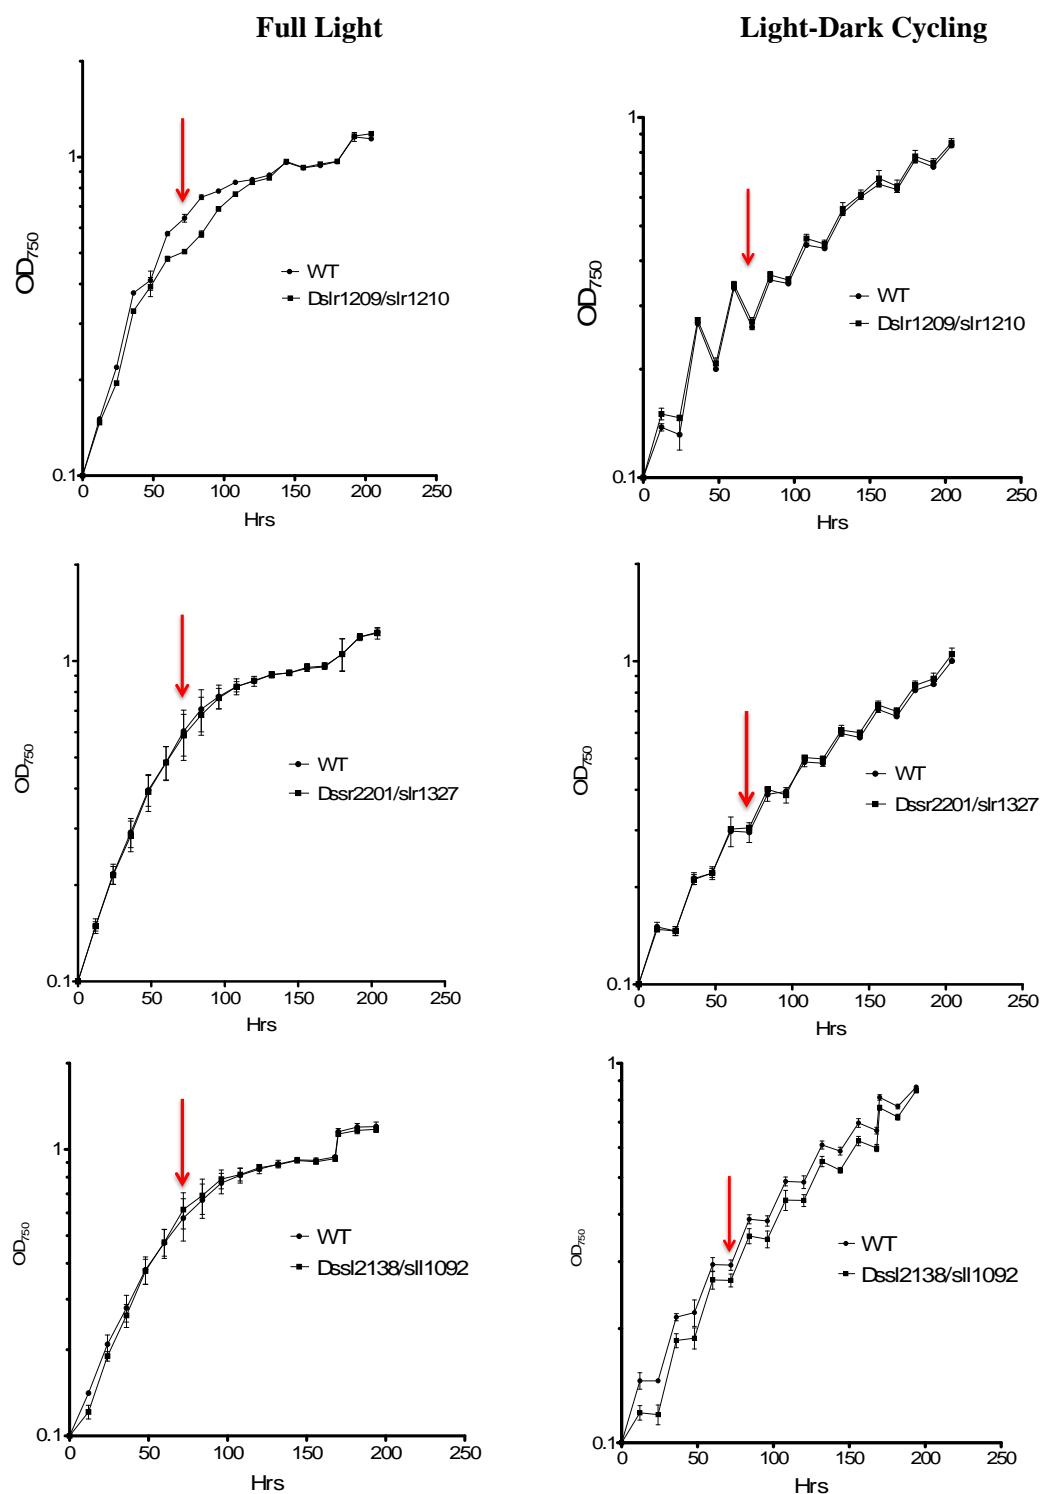 Full Light
Light-Dark Cycling
1
0.1
OD750
WT
Dslr1209/slr1210
0 50 100 150 200 250
Hrs
1
0.1
OD750
WT
Dslr1209/slr1210
0 50 100 150 200 250
Hrs
1
0.1
OD750
WT
Dssr2201/slr1327
0 50 100 150 200 250
Hrs
1
0.1
OD750
WT
Dssr2201/slr1327
0 50 100 150 200 250
Hrs
1
0.1
OD750
WT
Dssl2138/sll1092
0 50 100 150 200 250
Hrs
1
0.1
OD750
WT
Dssl2138/sll1092
0 50 100 150 200 250
Hrs